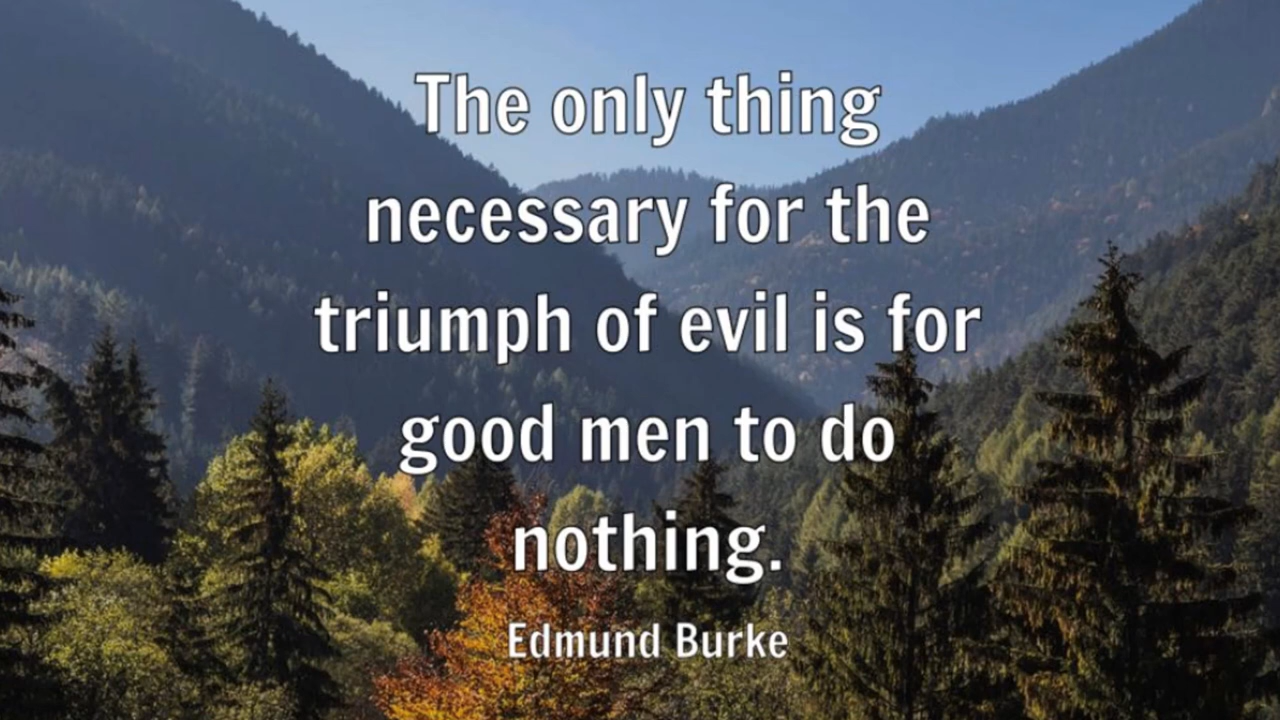 The only thing
necessary for the
triumph of evil is for
good men to do
nothing.
Edmund Burke